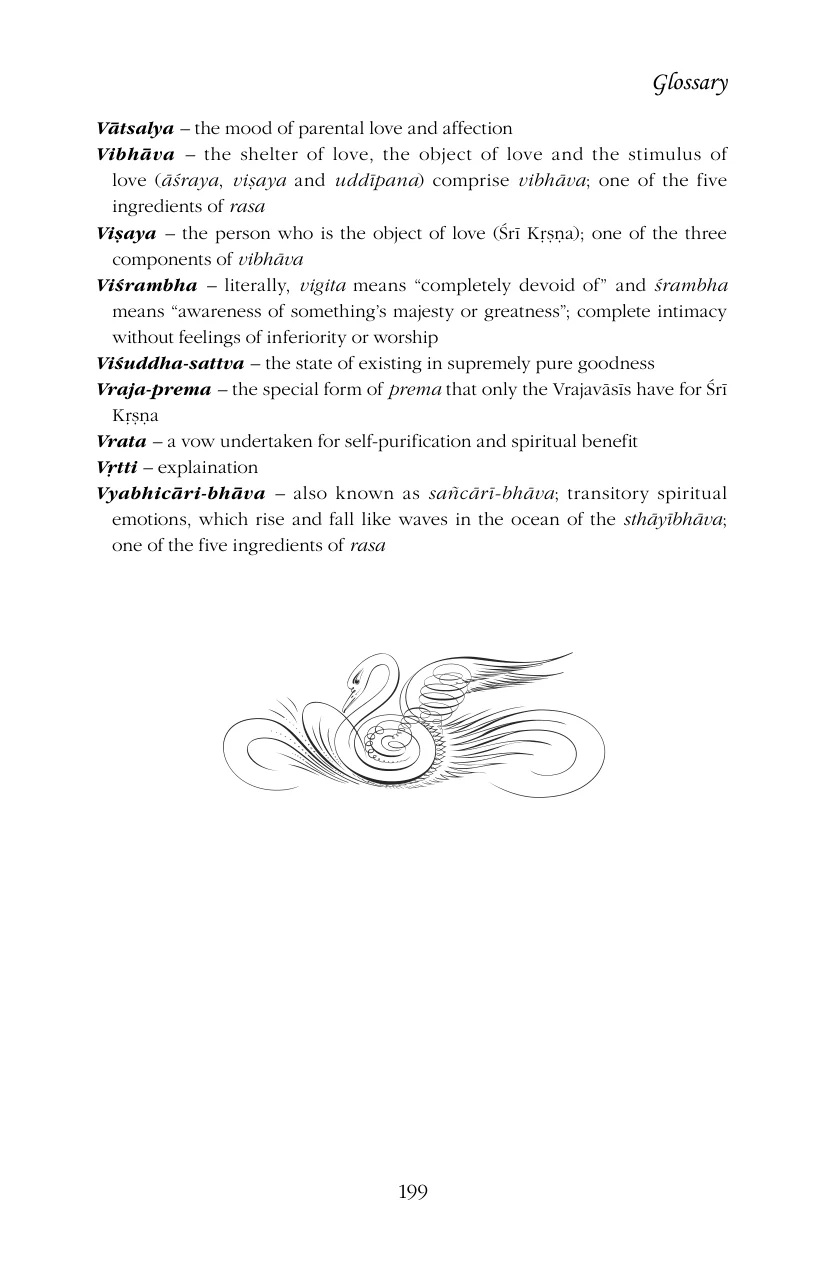 Glossary
Vātsalya – the mood of parental love and affection
Vibhāva – the shelter of love, the object of love and the stimulus of
love (āśraya, viṣaya and uddīpana) comprise vibhāva; one of the five
ingredients of rasa
Viṣaya – the person who is the object of love (Śrī Kṛṣṇa); one of the three
components of vibhāva
Viśrambha – literally, vigita means “completely devoid of” and śrambha
means “awareness of something’s majesty or greatness”; complete intimacy
without feelings of inferiority or worship
Viśuddha-sattva – the state of existing in supremely pure goodness
Vraja-prema – the special form of prema that only the Vrajavāsīs have for Śrī
Kṛṣṇa
Vrata – a vow undertaken for self-purification and spiritual benefit
Vṛtti – explaination
Vyabhicāri-bhāva – also known as sañcārī-bhāva; transitory spiritual
emotions, which rise and fall like waves in the ocean of the sthāyībhāva;
one of the five ingredients of rasa
199